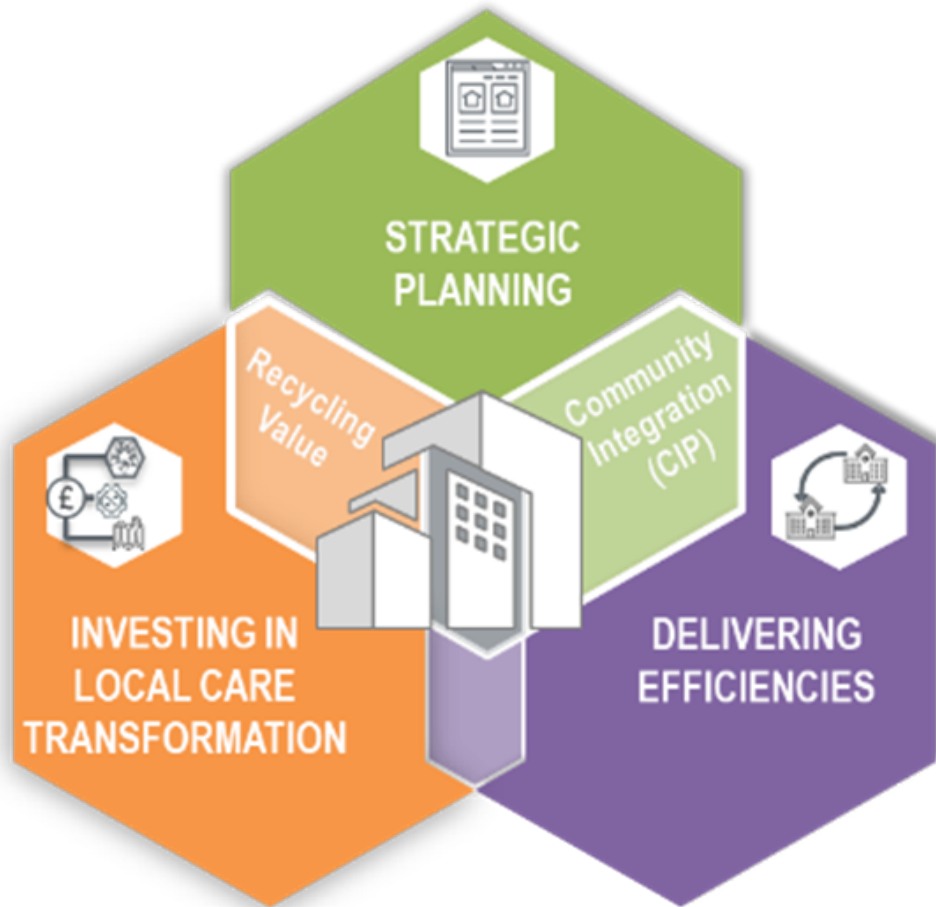 STRATEGIC
PLANNING
Recycling
Value
Community
Integration
(CIP)
£
INVESTING IN
LOCAL CARE
TRANSFORMATION
DELIVERING
EFFICIENCIES